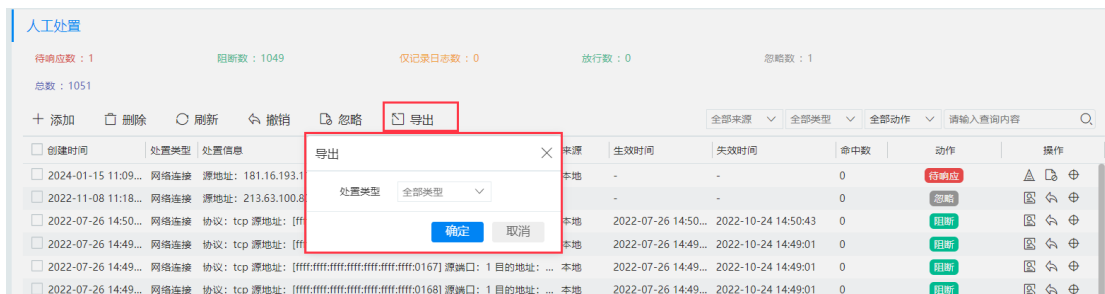 人工处置
待响应数：1 阻断数：1049 仅记录日志数：0 放行数：0 忽略数：1
总数：1051
添加 删除 刷新 撤销 忽略 导出 全部来源 全部类型 全部动作 请输入查询内容
创建时间 处置类型 处置信息 来源 生效时间 失效时间 命中数 动作 操作
导出
处置类型 全部类型
确定 取消
2024-01-15 11:09... 网络连接 源地址：181.16.193.1 本地 - - 0 待响应
2022-11-08 11:18... 网络连接 源地址：213.63.100.8 - - 0 忽略
2022-07-26 14:50... 网络连接 协议：tcp 源地址：[fff 本地 2022-07-26 14:50... 2022-10-24 14:50:43 0 阻断
2022-07-26 14:49... 网络连接 协议：tcp 源地址：[fff 本地 2022-07-26 14:49... 2022-10-24 14:49:01 0 阻断
2022-07-26 14:49... 网络连接 协议：tcp 源地址：[ffff:ffff:ffff:ffff:ffff:ffff:ffff:0167] 源端口：1 目的地址：... 本地 2022-07-26 14:49... 2022-10-24 14:49:01 0 阻断
2022-07-26 14:49... 网络连接 协议：tcp 源地址：[ffff:ffff:ffff:ffff:ffff:ffff:ffff:0168] 源端口：1 目的地址：... 本地 2022-07-26 14:49... 2022-10-24 14:49:01 0 阻断